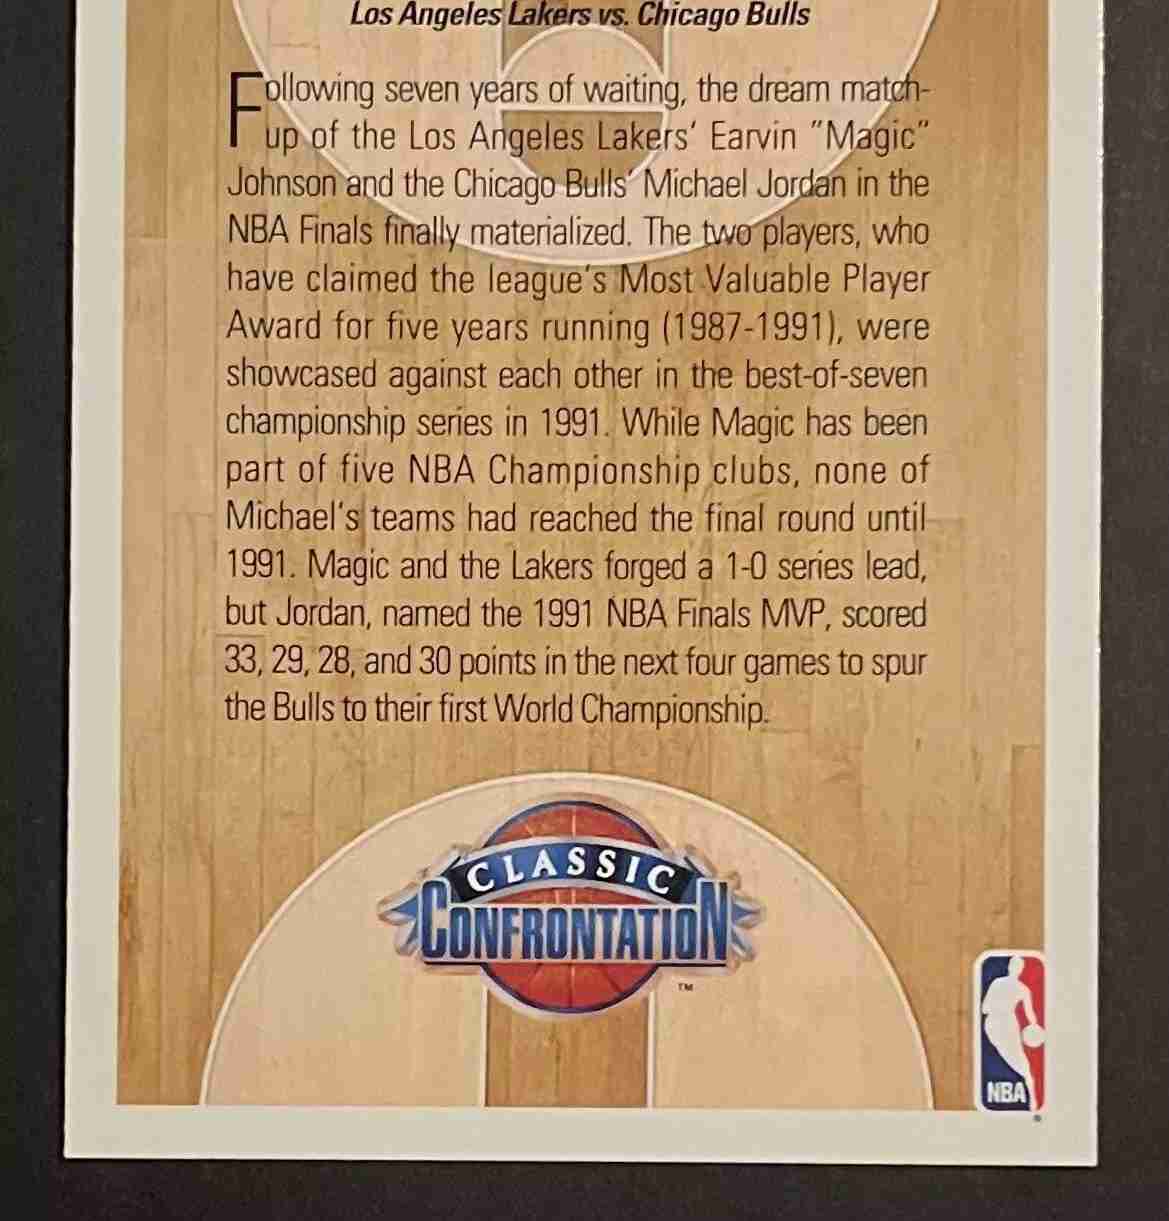 Los Angeles Lakers vs. Chicago Bulls
Following seven years of waiting, the dream match-
up of the Los Angeles Lakers' Earvin "Magic"
Johnson and the Chicago Bulls' Michael Jordan in the
NBA Finals finally materialized. The two players, who
have claimed the league's Most Valuable Player
Award for five years running (1987-1991), were
showcased against each other in the best-of-seven
championship series in 1991. While Magic has been
part of five NBA Championship clubs, none of
Michael's teams had reached the final round until
1991. Magic and the Lakers forged a 1-0 series lead,
but Jordan, named the 1991 NBA Finals MVP, scored
33, 29, 28, and 30 points in the next four games to spur
the Bulls to their first World Championship.
CLASSIC
CONFRONTATION
TM
NBA